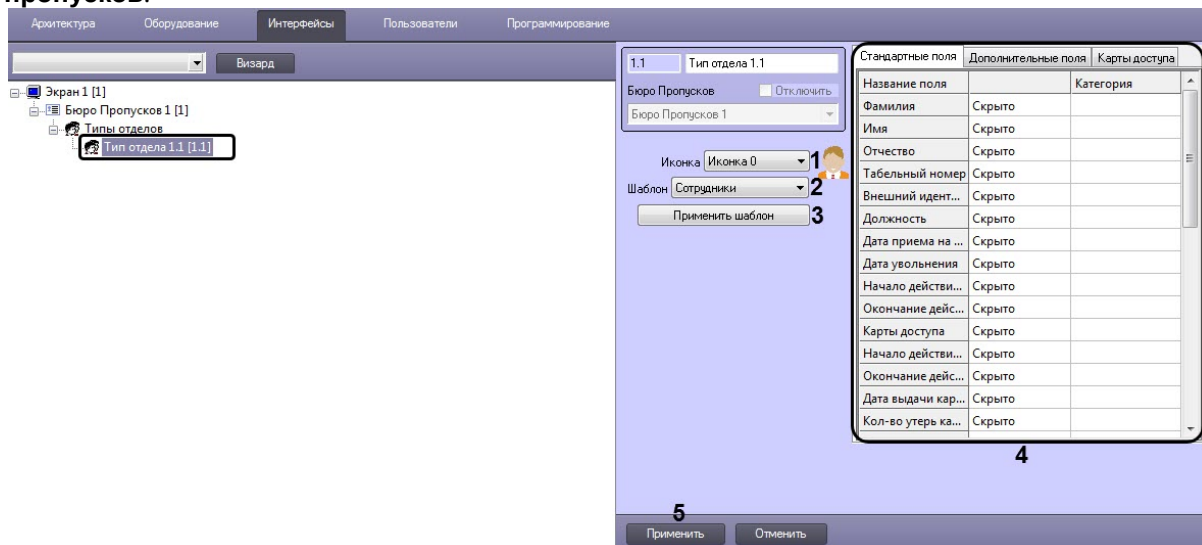 пропусков.
Архитектура Оборудование Интерфейсы Пользователи Программирование
Визард
Экран 1 [1]
Бюро Пропусков 1 [1]
Типы отделов
Тип отдела 1.1 [1.1]
1.1 Тип отдела 1.1
Бюро Пропусков Отключить
Бюро Пропусков 1
Иконка Иконка 0 1
Шаблон Сотрудники 2
Применить шаблон 3
Стандартные поля Дополнительные поля Карты доступа
Название поля Категория
Фамилия Скрыто
Имя Скрыто
Отчество Скрыто
Табельный номер Скрыто
Внешний идент... Скрыто
Должность Скрыто
Дата приема на ... Скрыто
Дата увольнения Скрыто
Начало действи... Скрыто
Окончание дейс... Скрыто
Карты доступа Скрыто
Начало действи... Скрыто
Окончание дейс... Скрыто
Дата выдачи кар... Скрыто
Кол-во утерь ка... Скрыто
4
5
Применить Отменить